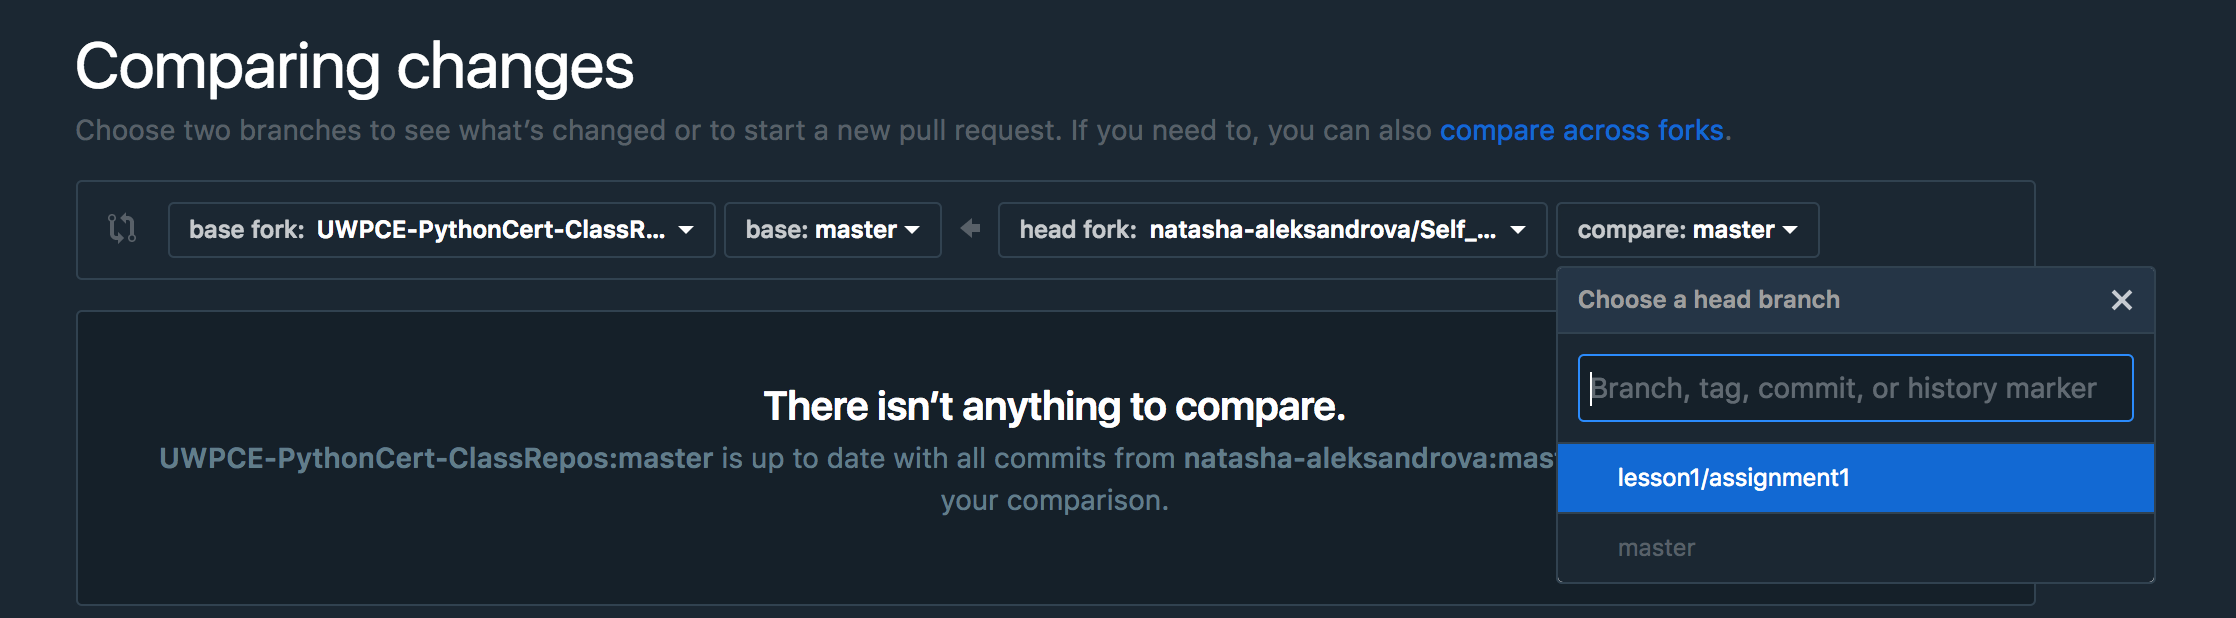 Comparing changes
Choose two branches to see what's changed or to start a new pull request. If you need to, you can also compare across forks.
base fork: UWPCE-PythonCert-ClassR... base: master head fork: natasha-aleksandrova/Self_... compare: master
Choose a head branch
Branch, tag, commit, or history marker
lesson1/assignment1
master
There isn't anything to compare.
UWPCE-PythonCert-ClassRepos:master is up to date with all commits from natasha-aleksandrova:mas
your comparison.